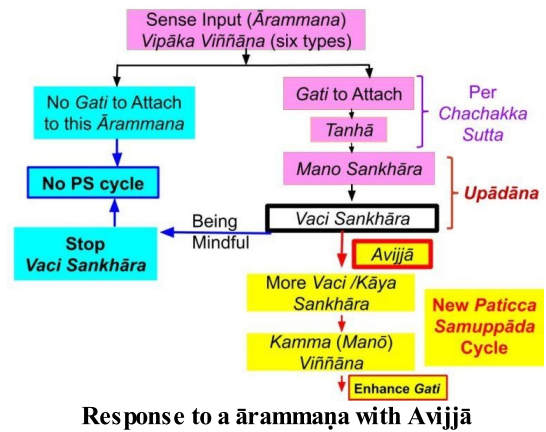 Sense Input (Ārammana)
Vipāka Viññāna (six types)
No Gati to Attach
to this Ārammana
Gati to Attach
Per
Chachakka
Sutta
Tanhā
No PS cycle
Mano Sankhāra
Upādāna
Being
Mindful
Vaci Sankhāra
Stop
Vaci Sankhāra
Avijjā
More Vaci /Kāya
Sankhāra
New Paticca
Samuppāda
Cycle
Kamma (Manō)
Viññāna
Enhance Gati
Response to a ārammaṇa with Avijjā